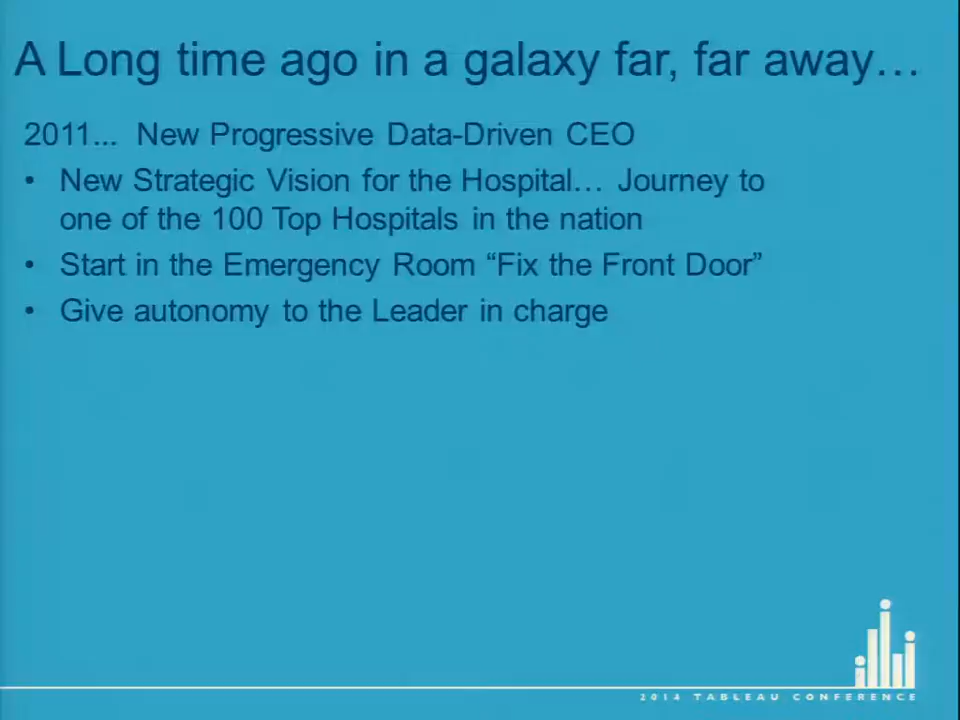 A Long time ago in a galaxy far, far away…
2011... New Progressive Data-Driven CEO
• New Strategic Vision for the Hospital… Journey to
one of the 100 Top Hospitals in the nation
• Start in the Emergency Room “Fix the Front Door”
• Give autonomy to the Leader in charge
2014 TABLEAU CONFERENCE